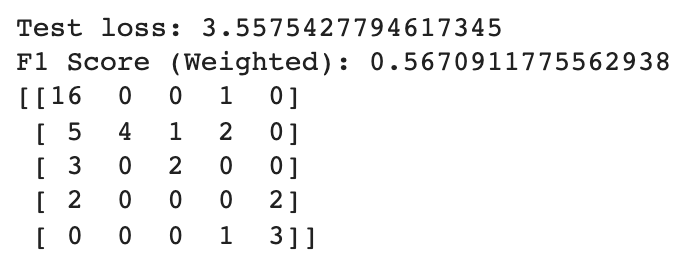 Test loss: 3.5575427794617345
F1 Score (Weighted): 0.5670911775562938
[[16 0 0 1 0]
[ 5 4 1 2 0]
[ 3 0 2 0 0]
[ 2 0 0 0 2]
[ 0 0 0 1 3]]